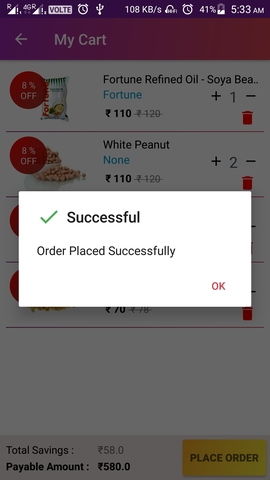 4G
VOLTE
108 KB/s
41%
5:33 AM
My Cart
8 %
OFF
Fortune Refined Oil - Soya Bea..
Fortune
+ 1 −
₹ 110 ₹ 120
8 %
OFF
White Peanut
None
+ 2 −
₹ 110 ₹ 120
Successful
Order Placed Successfully
OK
₹ 70 ₹ 78
Total Savings : ₹58.0
Payable Amount : ₹580.0
PLACE ORDER